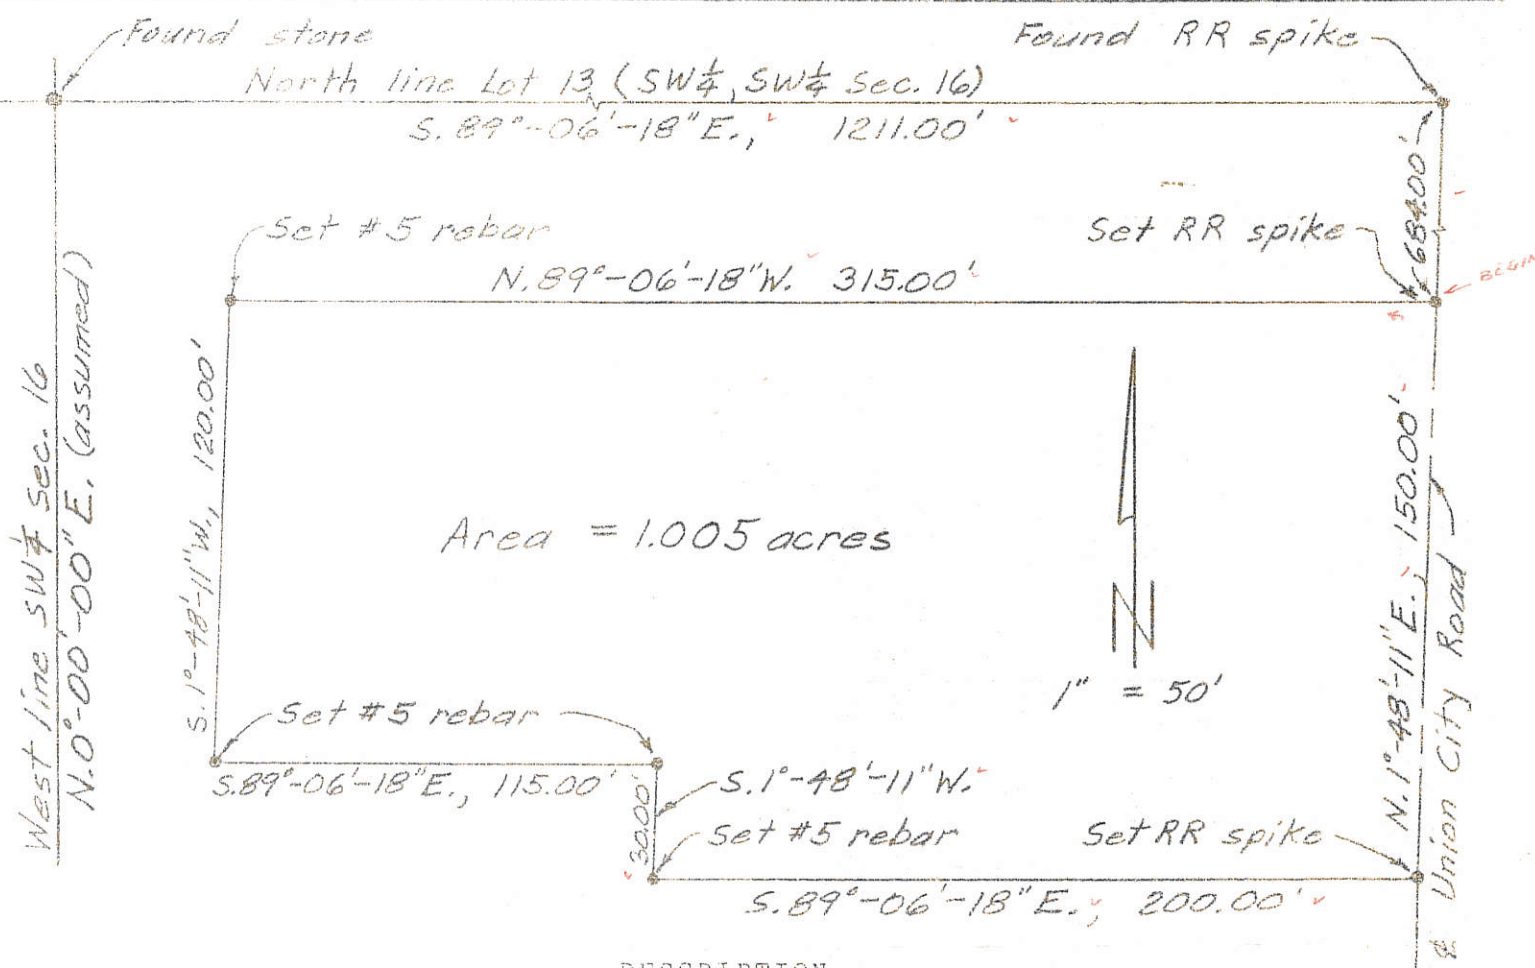 Found stone
Found RR spike
North line Lot 13 (SW¼, SW¼ Sec. 16)
S. 89°-06'-18"E., 1211.00'
684.00'
Set #5 rebar
Set RR spike
N. 89°-06'-18"W. 315.00'
BEGIN
West line SW¼ Sec. 16
N.0°-00'-00"E. (assumed)
S. 1°-48'-11"W., 120.00'
Area = 1.005 acres
N
1" = 50'
N. 1°-48'-11"E., 150.00'
℄ Union City Road
Set #5 rebar
S.89°-06'-18"E., 115.00'
S.1°-48'-11"W.
30.00'
Set #5 rebar
Set RR spike
S.89°-06'-18"E., 200.00'
DESCRIPTION